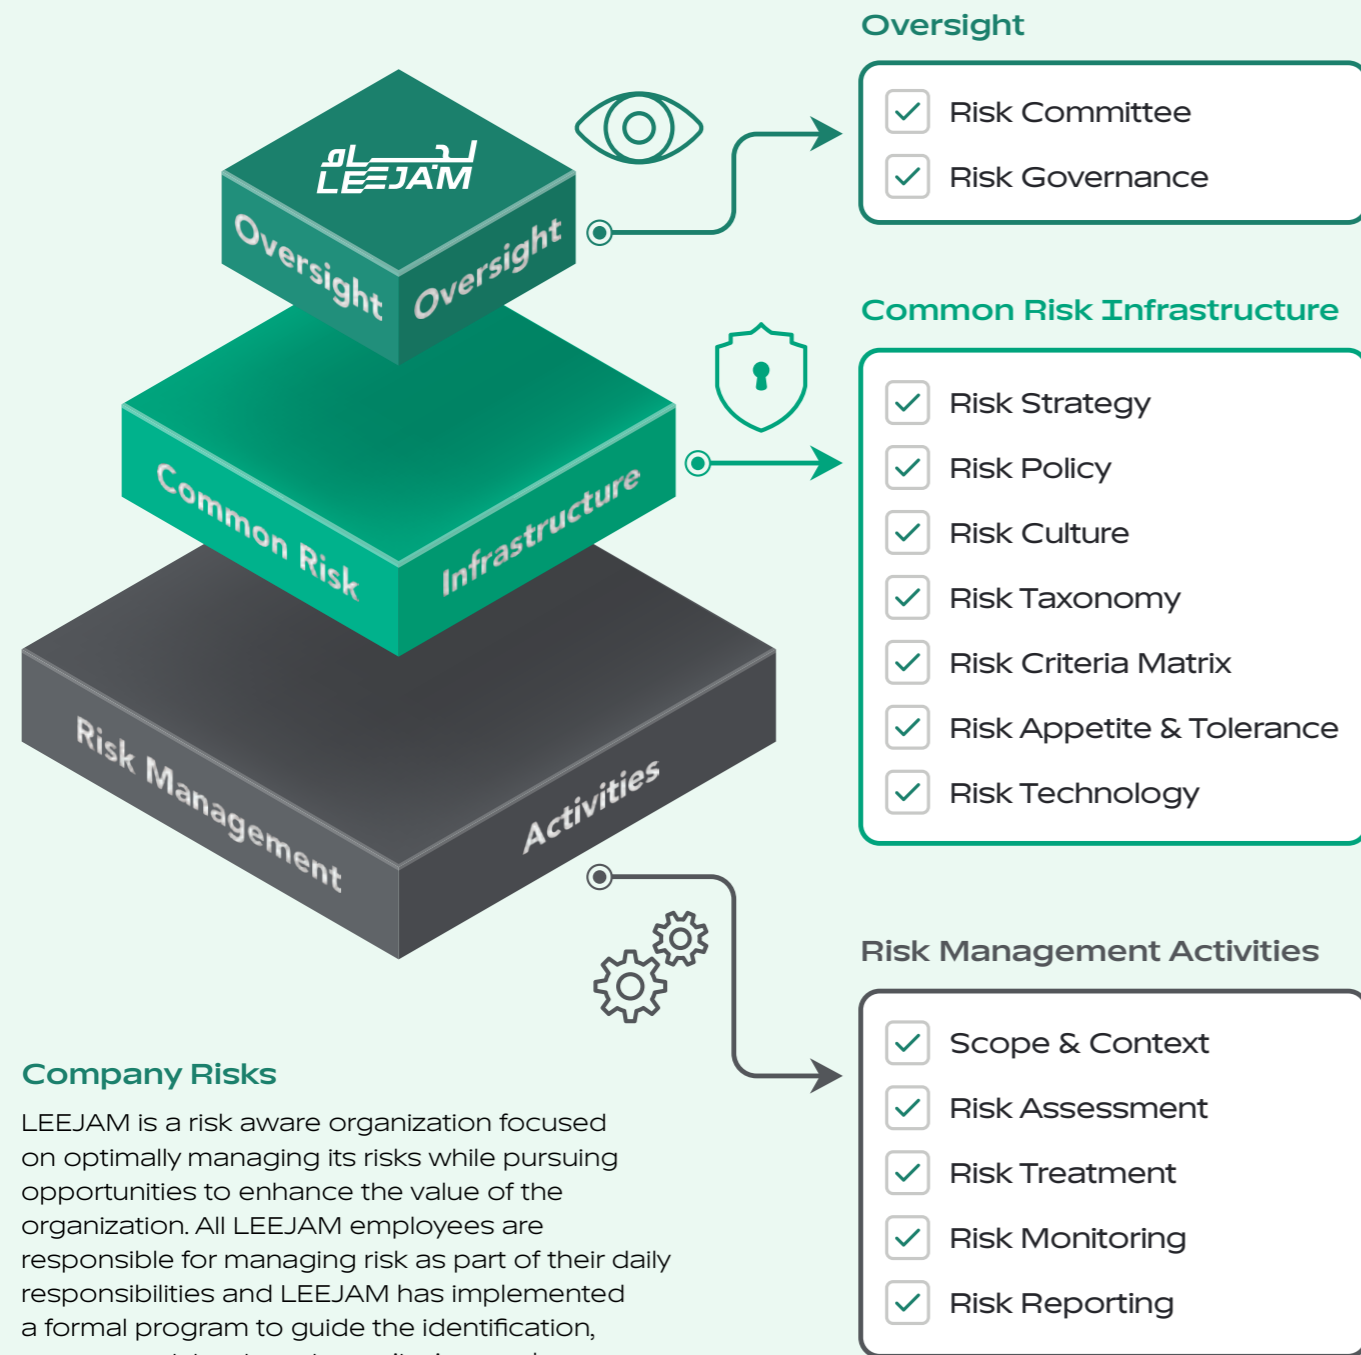 لجام
LEEJAM
Oversight
Oversight
Common Risk
Infrastructure
Risk Management
Activities
Oversight
Risk Committee
Risk Governance
Common Risk Infrastructure
Risk Strategy
Risk Policy
Risk Culture
Risk Taxonomy
Risk Criteria Matrix
Risk Appetite & Tolerance
Risk Technology
Risk Management Activities
Scope & Context
Risk Assessment
Risk Treatment
Risk Monitoring
Risk Reporting
Company Risks
LEEJAM is a risk aware organization focused
on optimally managing its risks while pursuing
opportunities to enhance the value of the
organization. All LEEJAM employees are
responsible for managing risk as part of their daily
responsibilities and LEEJAM has implemented
a formal program to guide the identification,